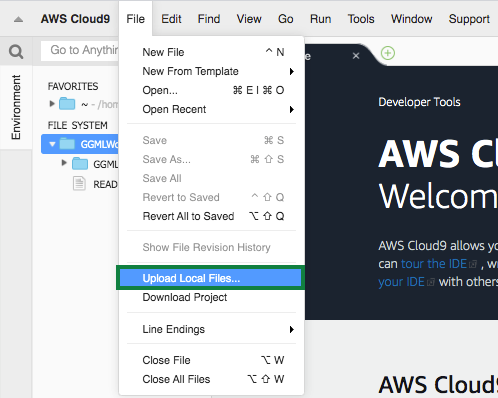 AWS Cloud9 File Edit Find View Go Run Tools Window Support
Go to Anything
Environment
FAVORITES
~ - /hom
FILE SYSTEM
GGMLWo
GGML
READ
New File ^ N
New From Template
Open... ⌘ E | ⌘ O
Open Recent
Save ⌘ S
Save As... ⌘ ⇧ S
Save All
Revert to Saved ^ ⇧ Q
Revert All to Saved ⌥ ⇧ Q
Show File Revision History
Upload Local Files...
Download Project
Line Endings
Close File ⌥ W
Close All Files ⌥ ⇧ W
Developer Tools
AWS Cl
Welcom
AWS Cloud9 allows yo
can tour the IDE , wr
your IDE with others
AWS Cloud9